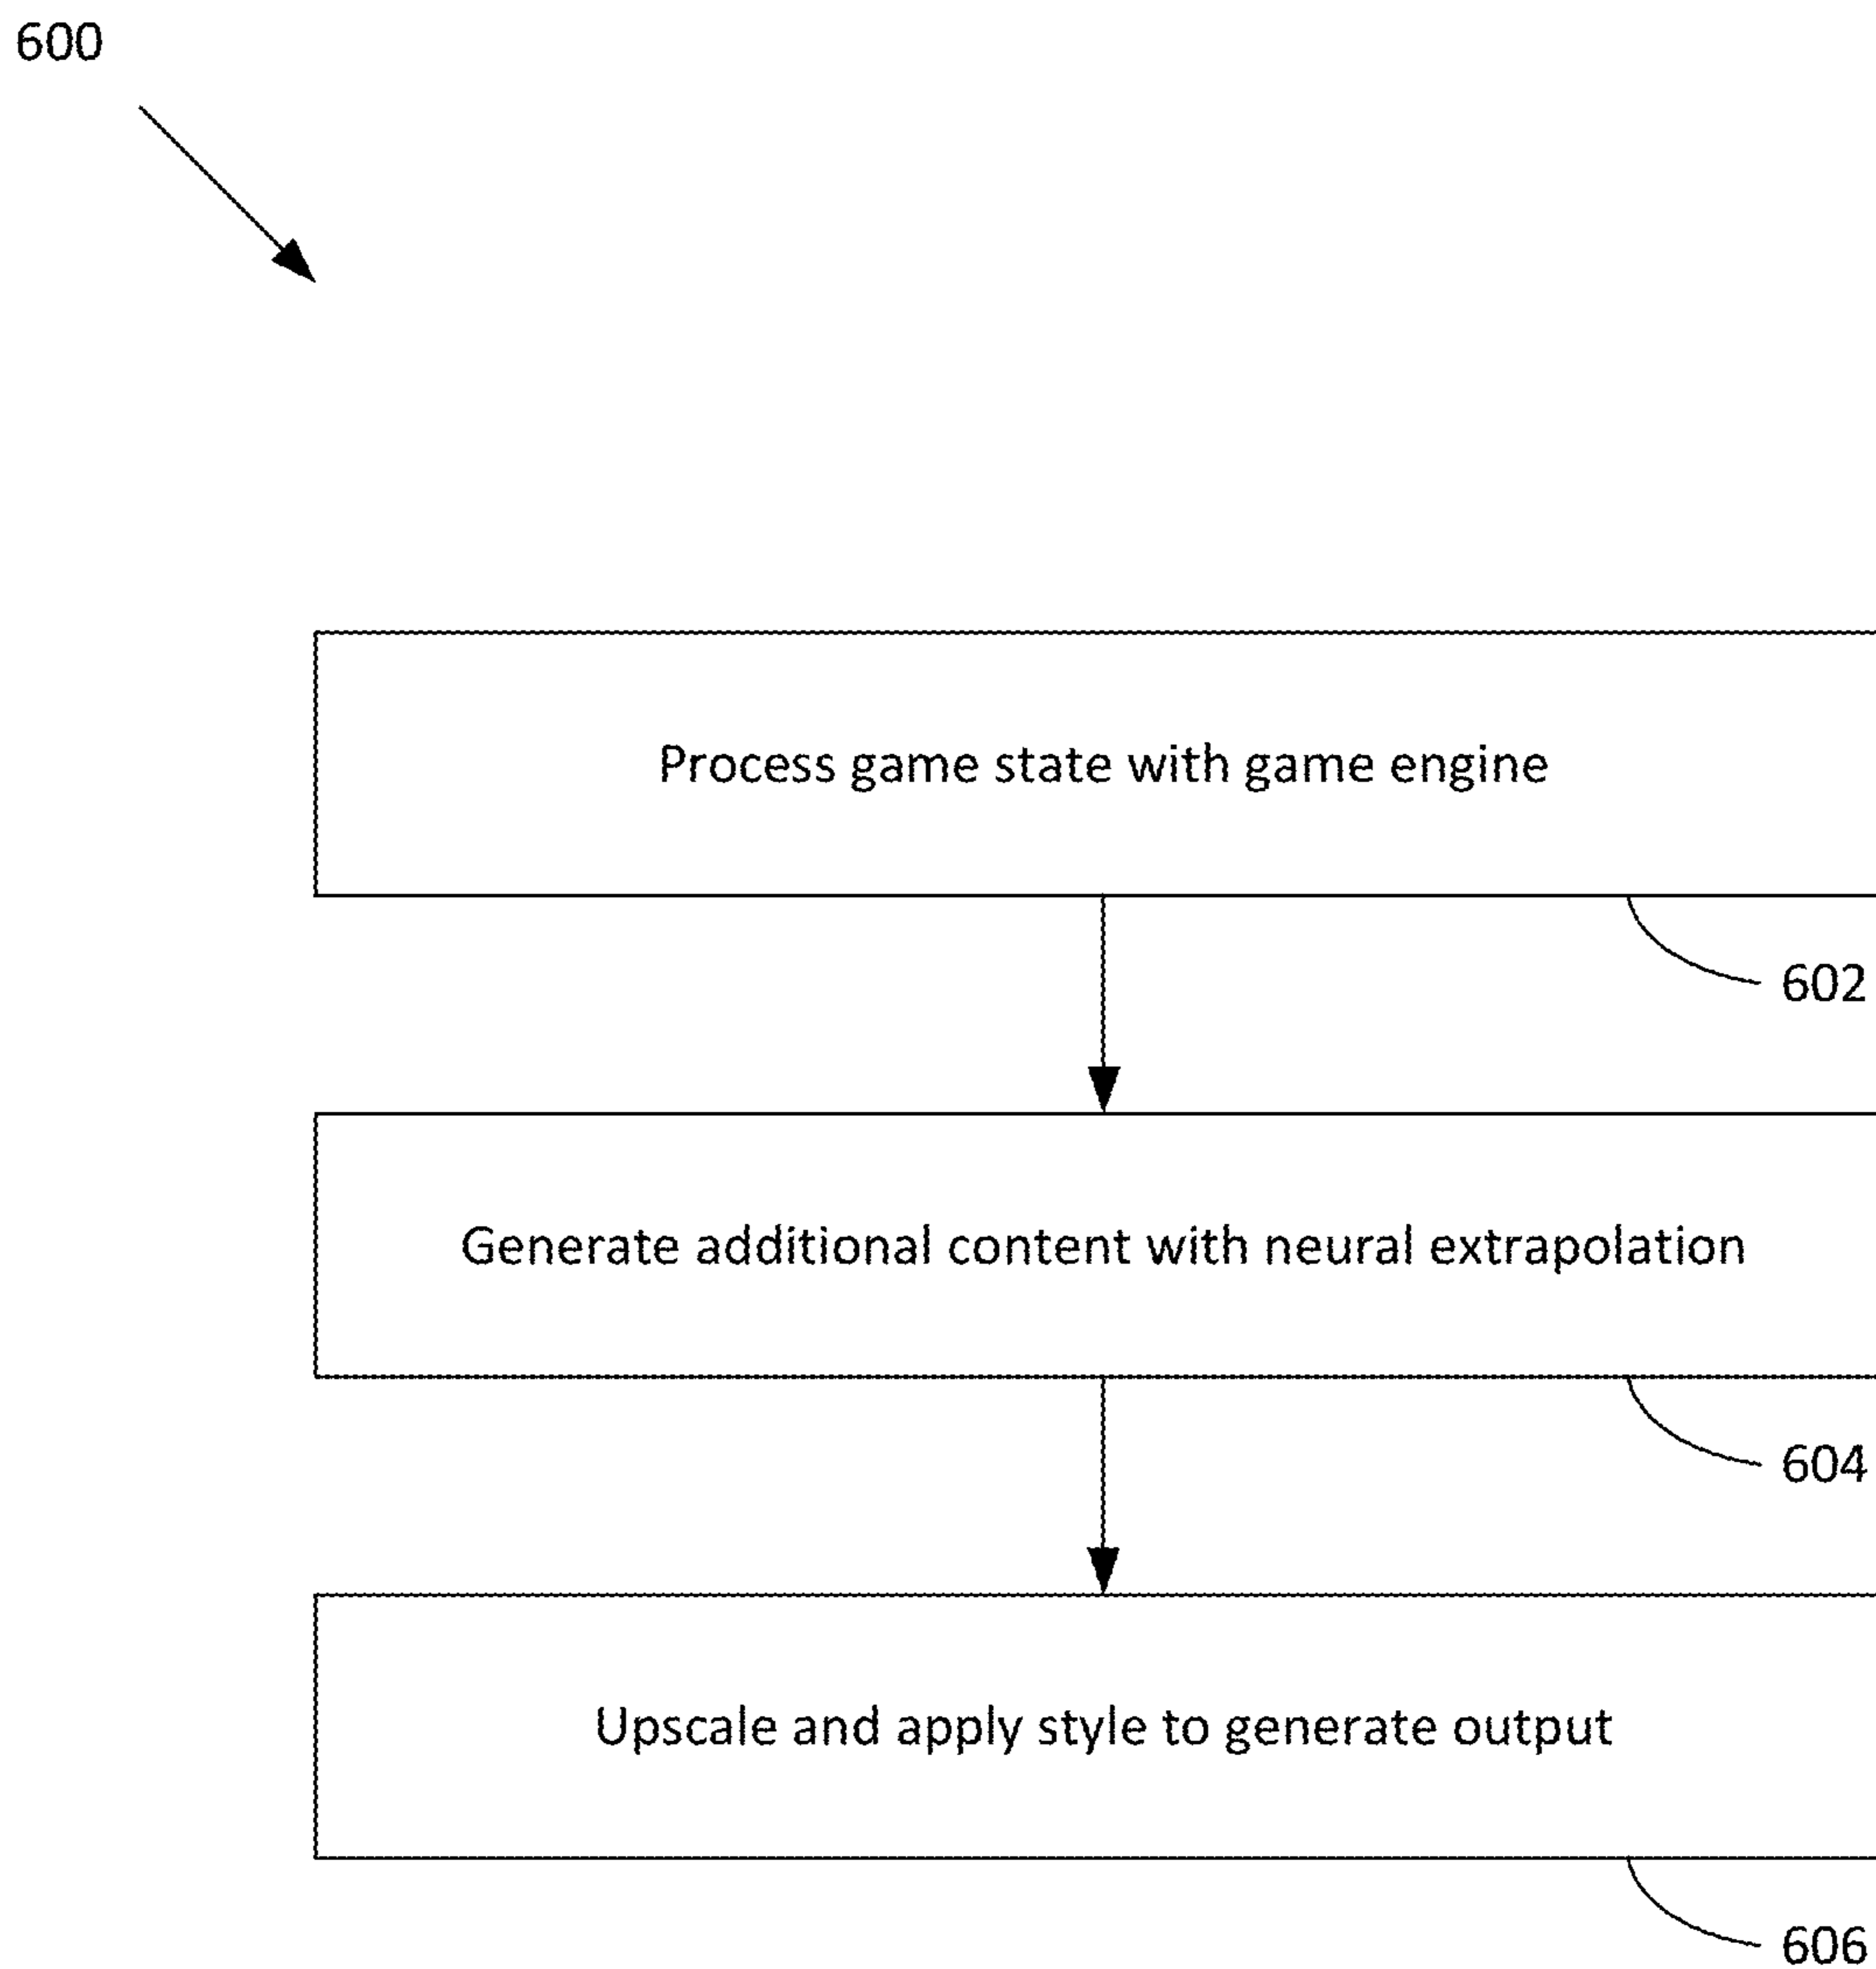 600
Process game state with game engine
602
Generate additional content with neural extrapolation
604
Upscale and apply style to generate output
606